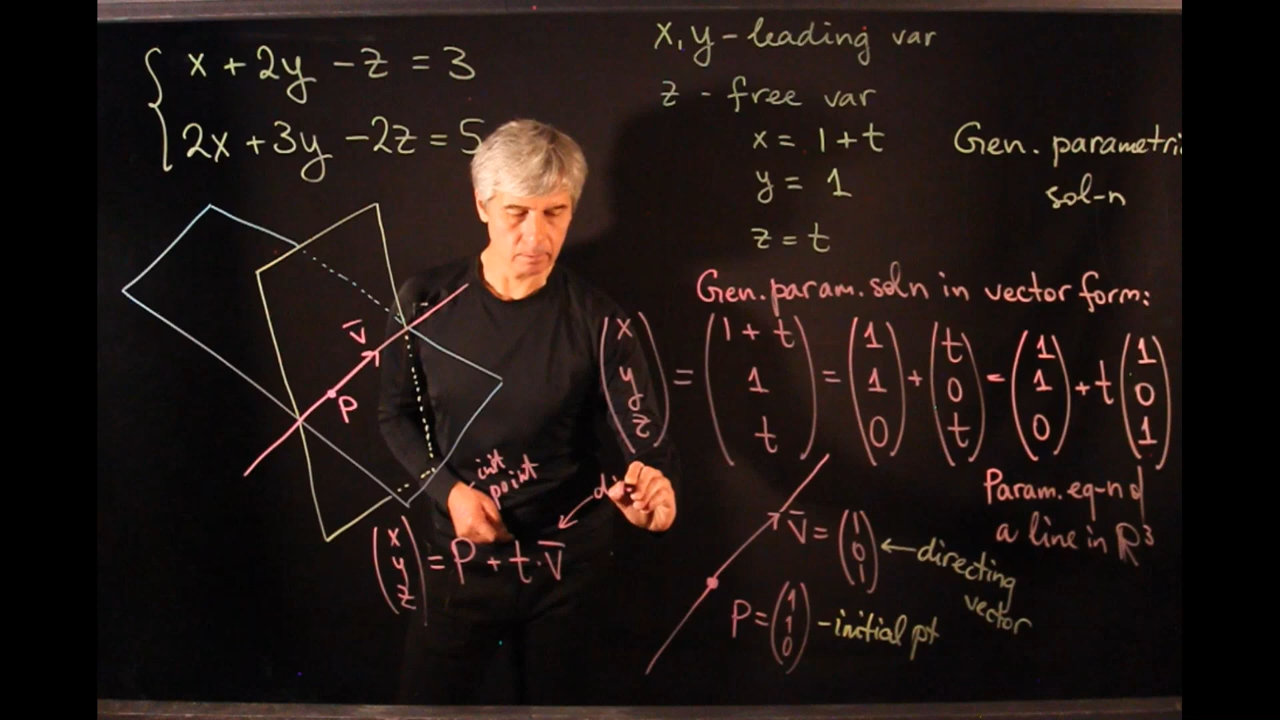 x + 2y - z = 3
2x + 3y - 2z = 5
x, y - leading var
z - free var
x = 1 + t
y = 1
z = t
Gen. parametri
sol-n
Gen. param. soln in vector form:
(x y z) = (1 + t 1 t) = (1 1 0) + (t 0 t) = (1 1 0) + t (1 0 1)
Param. eq-n of
a line in R³
V̄
P
init
point
(x y z) = P + t · V̄
V̄ = (1 0 1) ← directing
vector
P = (1 1 0) - initial pt